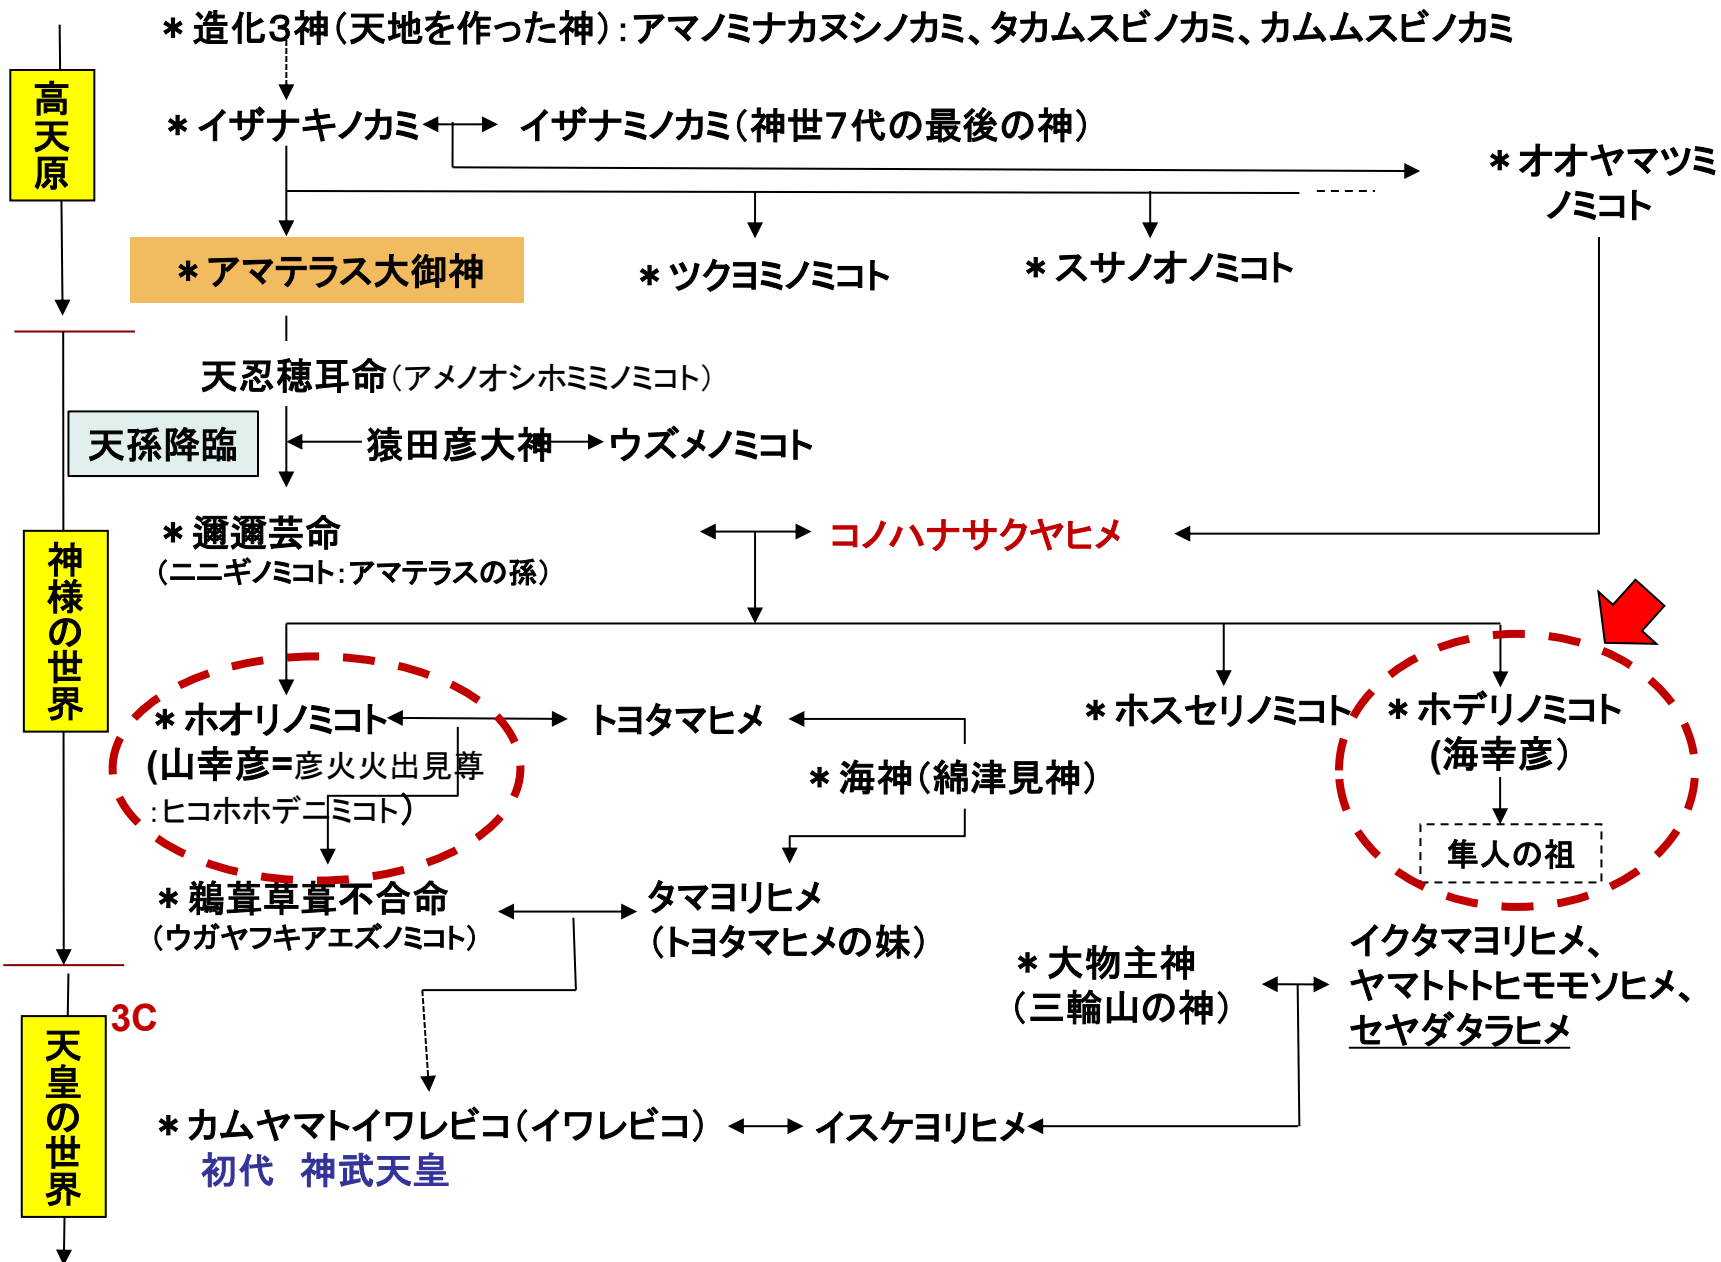 ＊造化３神（天地を作った神）：アマノミナカヌシノカミ、タカムスビノカミ、カムムスビノカミ
高天原
＊イザナキノカミ
イザナミノカミ（神世７代の最後の神）
＊オオヤマツミ
ノミコト
＊アマテラス大御神
＊ツクヨミノミコト
＊スサノオノミコト
天忍穂耳命（アメノオシホミミノミコト）
天孫降臨
猿田彦大神
ウズメノミコト
＊邇邇芸命
（ニニギノミコト：アマテラスの孫）
コノハナサクヤヒメ
神様の世界
＊ホオリノミコト
(山幸彦=彦火火出見尊
：ヒコホホデニミコト）
トヨタマヒメ
＊海神（綿津見神）
＊ホスセリノミコト
＊ホデリノミコト
(海幸彦）
隼人の祖
＊鵜葺草葺不合命
（ウガヤフキアエズノミコト）
タマヨリヒメ
（トヨタマヒメの妹）
＊大物主神
（三輪山の神）
イクタマヨリヒメ、
ヤマトトトヒモモソヒメ、
セヤダタラヒメ
3C
天皇の世界
＊カムヤマトイワレビコ（イワレビコ）
初代　神武天皇
イスケヨリヒメ